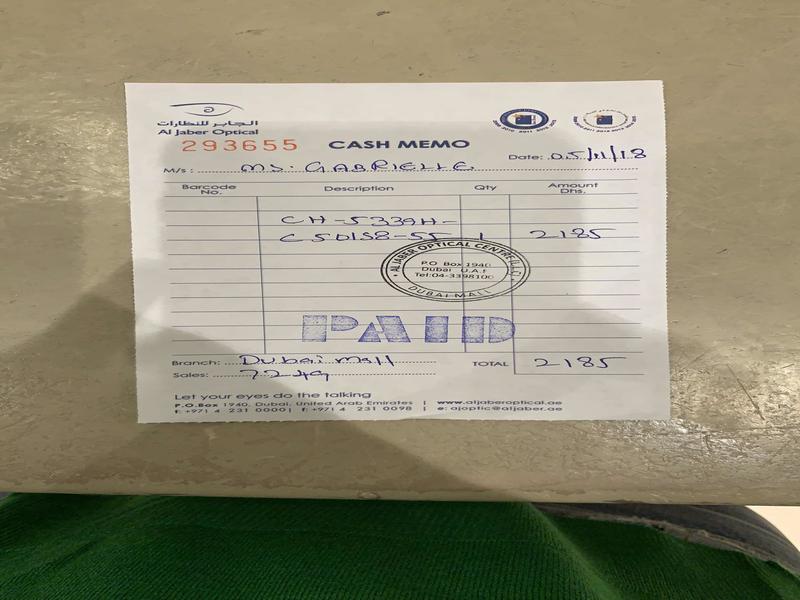 الجابر للنظارات
Al Jaber Optical
293655
CASH MEMO
Date: 05/11/18
M/s : MS. GABRIELLE
Barcode No. Description Qty Amount Dhs.
CH-5339H-
C501S8-55 1 2185
AL JABER OPTICAL CENTRE (L.L.C)
P.O Box 1940
Dubai U.A.E
Tel:04-3398100
DUBAI MALL
PAID
Branch: Dubai Mall TOTAL 2185
Sales: 7249
Let your eyes do the talking
P.O.Box 1940, Dubai, United Arab Emirates | www.aljaberoptical.ae
t: +971 4 231 0000 | f: +971 4 231 0098 | e: ajoptic@aljaber.ae